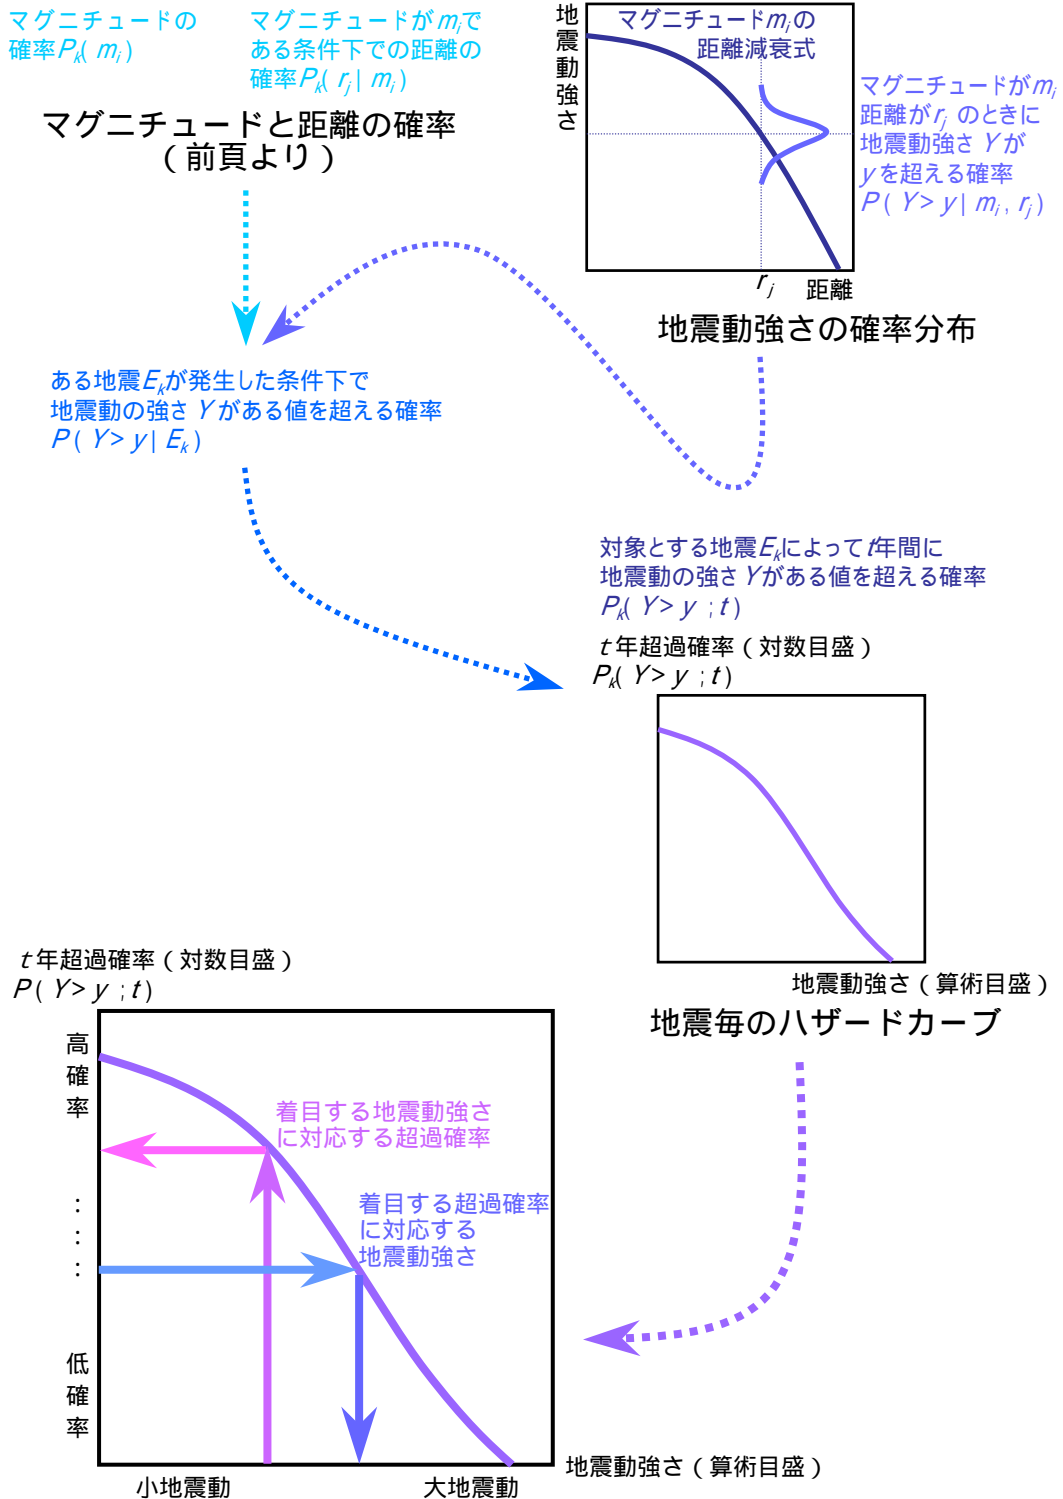 マグニチュードの
確率Pk( mi )
マグニチュードがmiで
ある条件下での距離の
確率Pk( rj | mi )
マグニチュードと距離の確率
（前頁より）
地震動強さ
マグニチュードmiの
距離減衰式
マグニチュードがmi
距離がrj のときに
地震動強さ Yが
yを超える確率
P( Y> y | mi , rj )
rj
距離
地震動強さの確率分布
ある地震Ekが発生した条件下で
地震動の強さ Yがある値を超える確率
P( Y> y | Ek )
対象とする地震Ekによってt年間に
地震動の強さYがある値を超える確率
Pk( Y> y ; t )
t 年超過確率（対数目盛）
Pk( Y> y ; t )
地震動強さ（算術目盛）
地震毎のハザードカーブ
t 年超過確率（対数目盛）
P( Y> y ; t )
高確率
：
：
：
低確率
着目する地震動強さ
に対応する超過確率
着目する超過確率
に対応する
地震動強さ
地震動強さ（算術目盛）
小地震動
大地震動